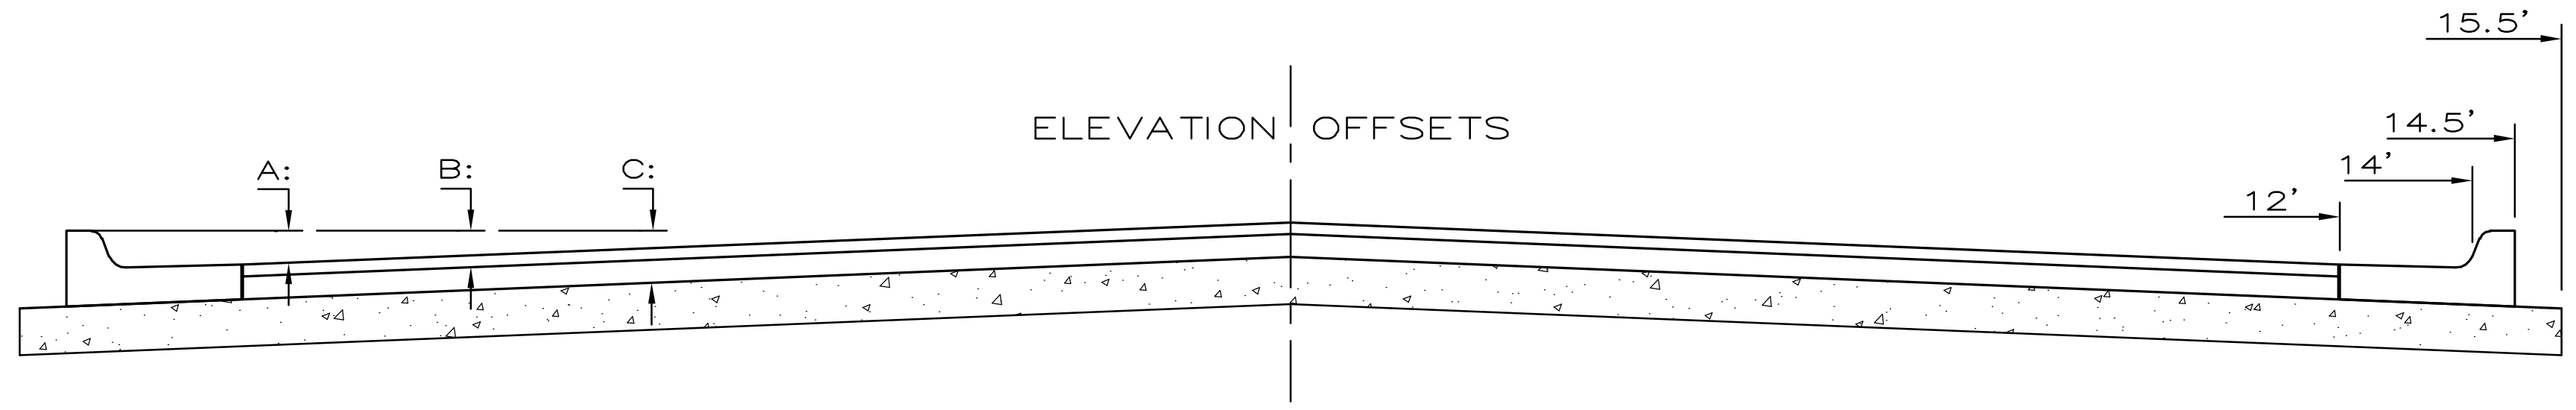 15.5’
ELEVATION OFFSETS
14.5’
A: B: C:
14’
12’